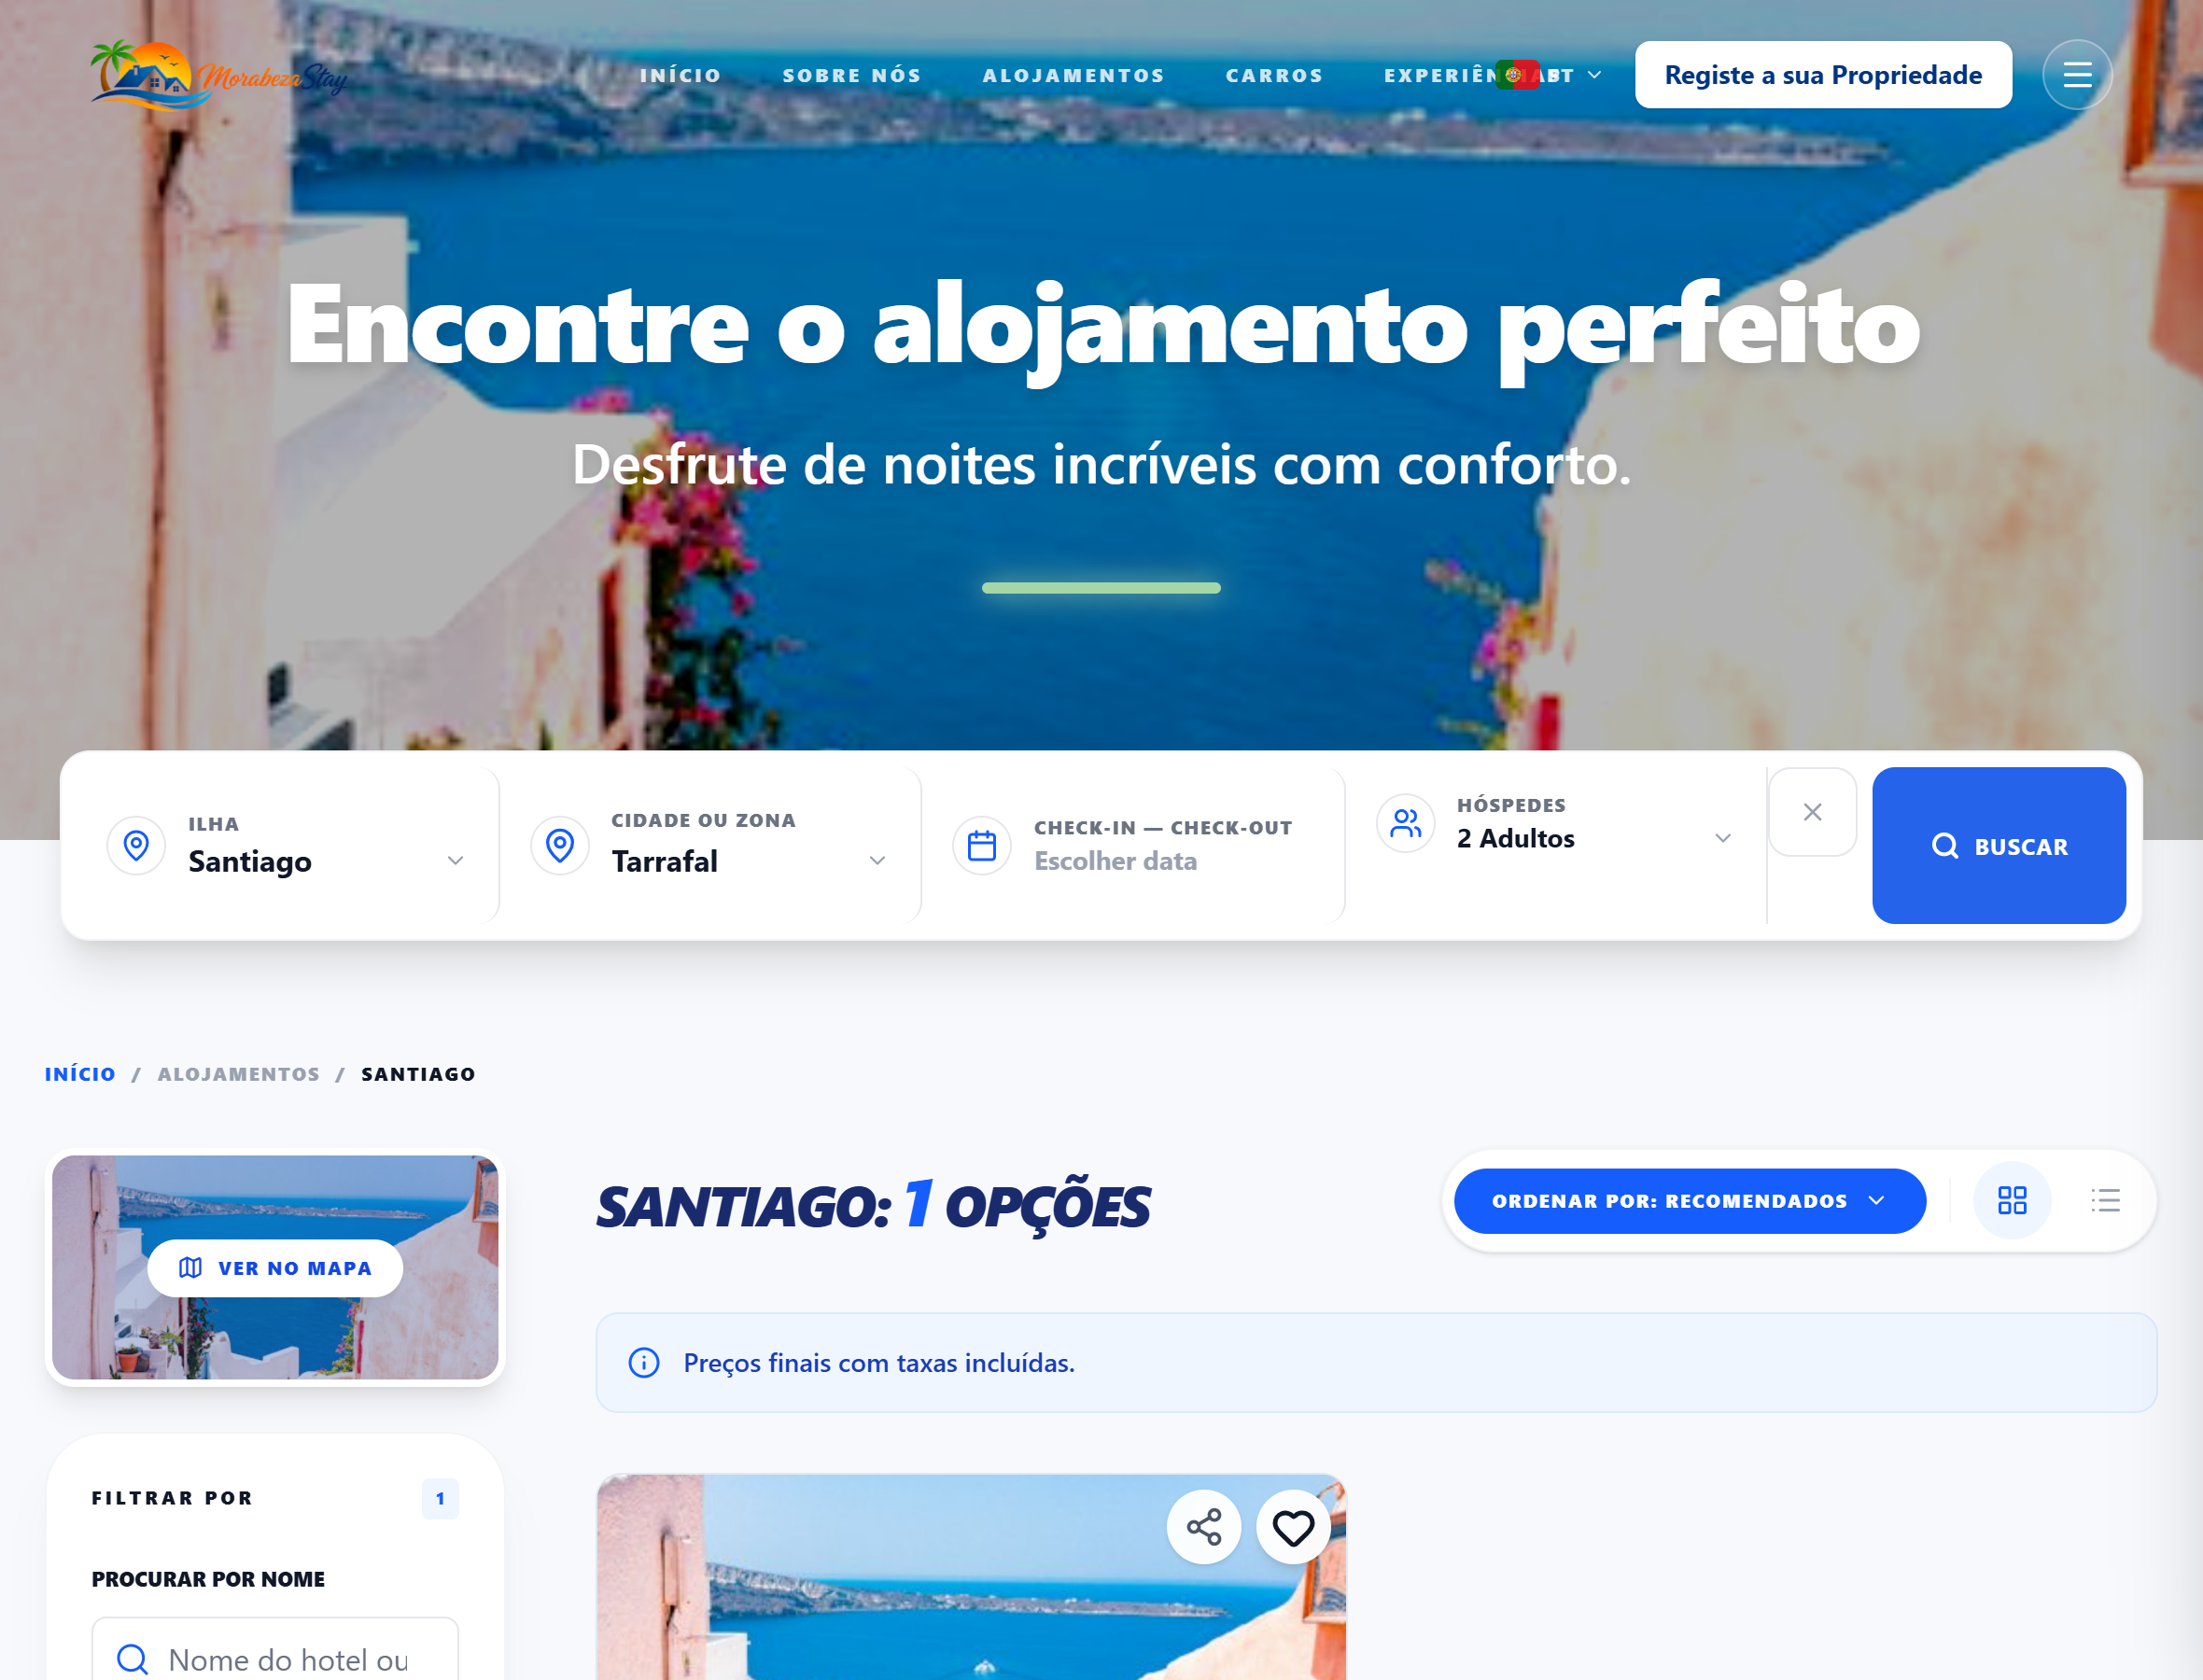 MorabezaStay
INÍCIO
SOBRE NÓS
ALOJAMENTOS
CARROS
PT
Registe a sua Propriedade
Encontre o alojamento perfeito
Desfrute de noites incríveis com conforto.
ILHA
Santiago
CIDADE OU ZONA
Tarrafal
CHECK-IN — CHECK-OUT
Escolher data
HÓSPEDES
2 Adultos
BUSCAR
INÍCIO / ALOJAMENTOS / SANTIAGO
VER NO MAPA
SANTIAGO: 1 OPÇÕES
ORDENAR POR: RECOMENDADOS
Preços finais com taxas incluídas.
FILTRAR POR
1
PROCURAR POR NOME
Nome do hotel ou